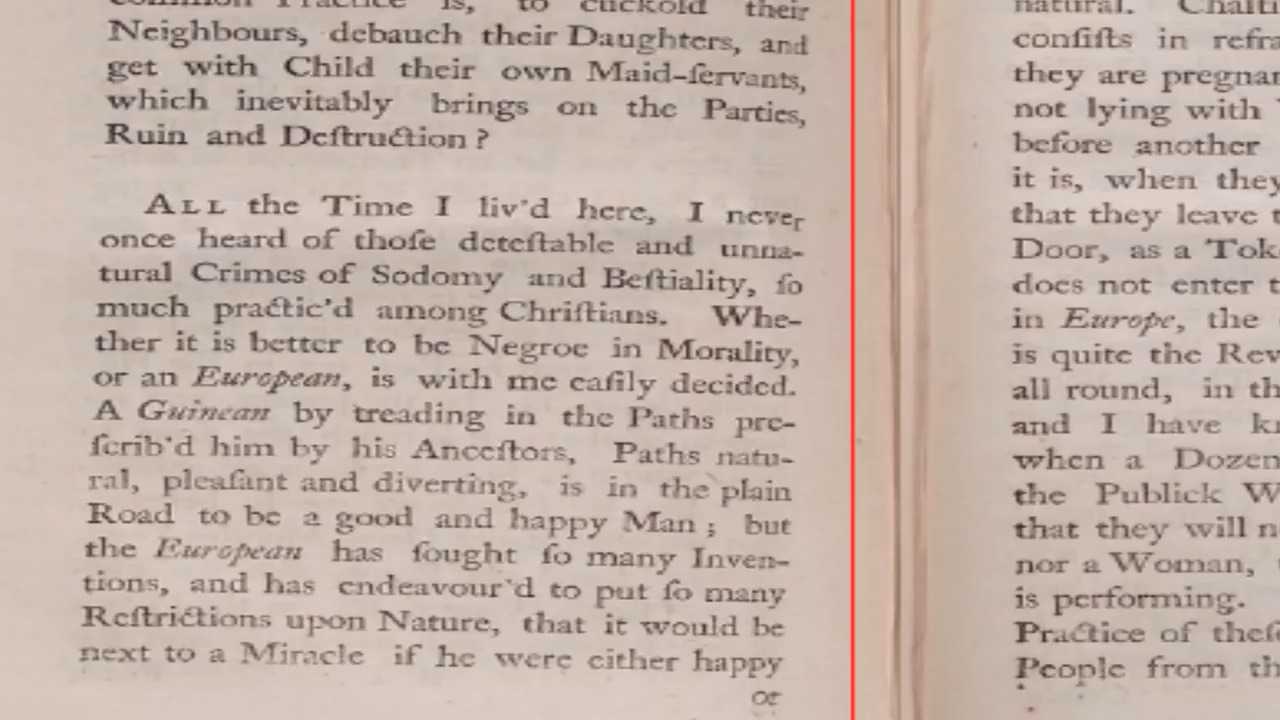 common Practice is, to cuckold their
Neighbours, debauch their Daughters, and
get with Child their own Maid-ſervants,
which inevitably brings on the Parties,
Ruin and Deſtruction ?
ALL the Time I liv'd here, I never
once heard of thoſe deteſtable and unna-
tural Crimes of Sodomy and Beſtiality, ſo
much practic'd among Chriſtians. Whe-
ther it is better to be Negroe in Morality,
or an European, is with me eaſily decided.
A Guinean by treading in the Paths pre-
ſcrib'd him by his Anceſtors, Paths natu-
ral, pleaſant and diverting, is in the plain
Road to be a good and happy Man ; but
the European has ſought ſo many Inven-
tions, and has endeavour'd to put ſo many
Reſtrictions upon Nature, that it would be
next to a Miracle if he were either happy
or
natural.
conſiſts in
they are
not lying with
before another
it is, when they
that they leave
Door, as a
does not enter
in Europe, the
is quite the
all round, in
and I have
when a Dozen
the Publick
that they will
nor a Woman,
is performing.
Practice of
People from